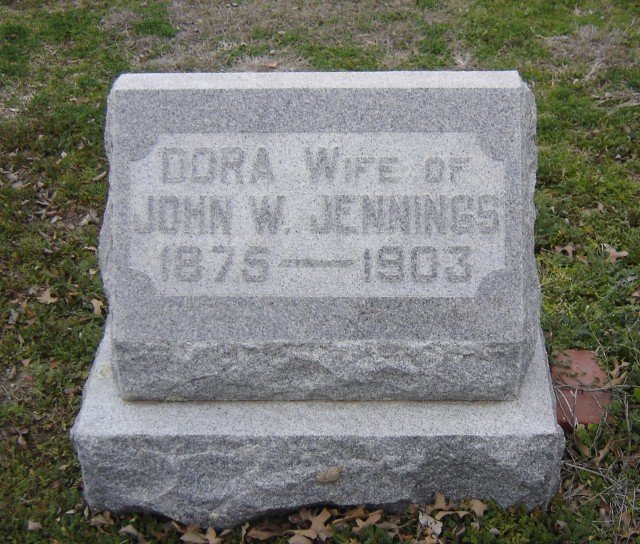 DORA WIFE OF
JOHN W. JENNINGS
1875—1903